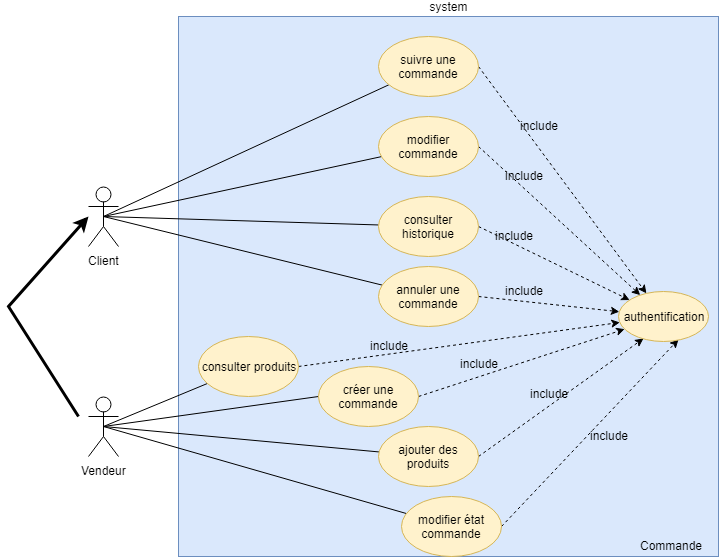 system
suivre une
commande
include
modifier
commande
include
consulter
historique
include
Client
annuler une
commande
include
authentification
include
consulter produits
include
créer une
commande
include
ajouter des
produits
include
Vendeur
modifier état
commande
Commande